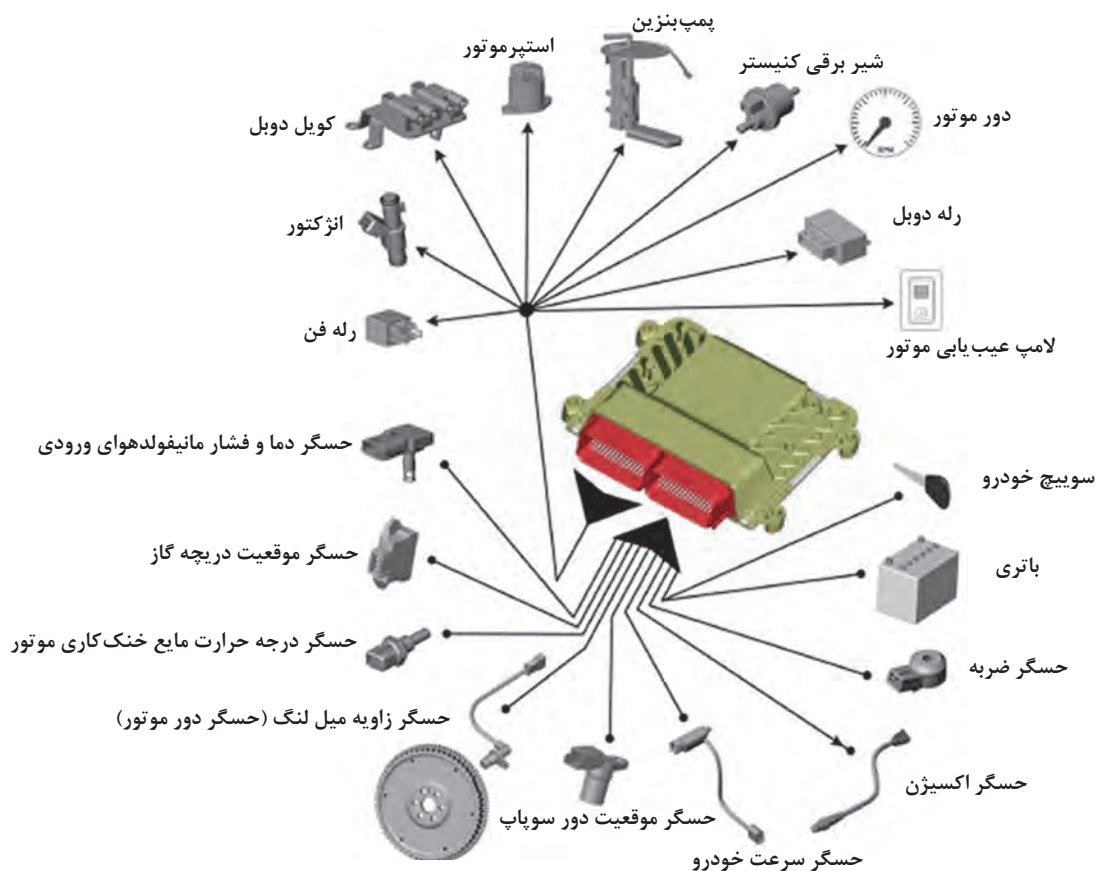 پمپ‌بنزین
استپرموتور
شیر برقی کنیستر
کویل دوبل
دور موتور
RPM
انژکتور
رله دوبل
رله فن
لامپ عیب‌یابی موتور
حسگر دما و فشار مانیفولدهوای ورودی
سوییچ خودرو
حسگر موقعیت دریچه گاز
باتری
حسگر درجه حرارت مایع خنک‌کاری موتور
حسگر ضربه
حسگر زاویه میل لنگ (حسگر دور موتور)
حسگر اکسیژن
حسگر موقعیت دور سوپاپ
حسگر سرعت خودرو